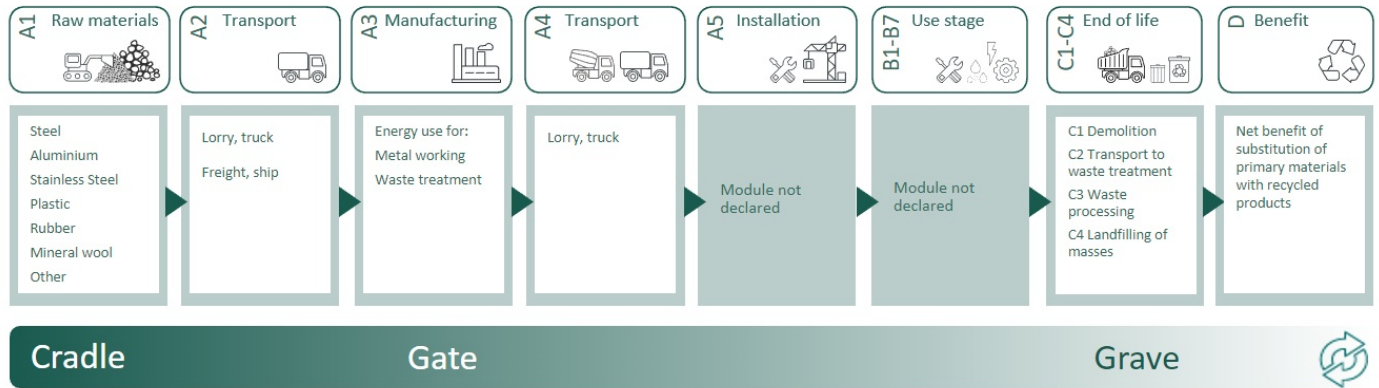 A1 Raw materials
A2 Transport
A3 Manufacturing
A4 Transport
A5 Installation
B1-B7 Use stage
C1-C4 End of life
D Benefit
Steel
Aluminium
Stainless Steel
Plastic
Rubber
Mineral wool
Other
Lorry, truck
Freight, ship
Energy use for:
Metal working
Waste treatment
Lorry, truck
Module not
declared
Module not
declared
C1 Demolition
C2 Transport to
waste treatment
C3 Waste
processing
C4 Landfilling of
masses
Net benefit of
substitution of
primary materials
with recycled
products
Cradle
Gate
Grave